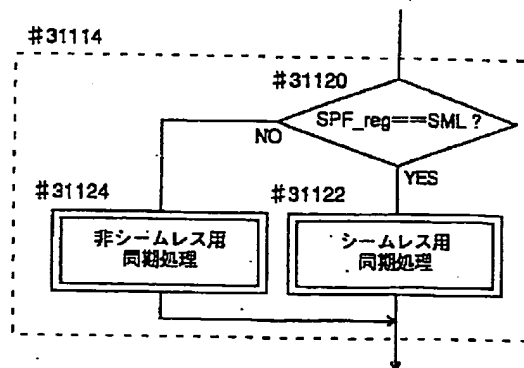 #31114
#31120
SPF_reg==SML?
NO
YES
#31124
#31122
非シームレス用
同期処理
シームレス用
同期処理